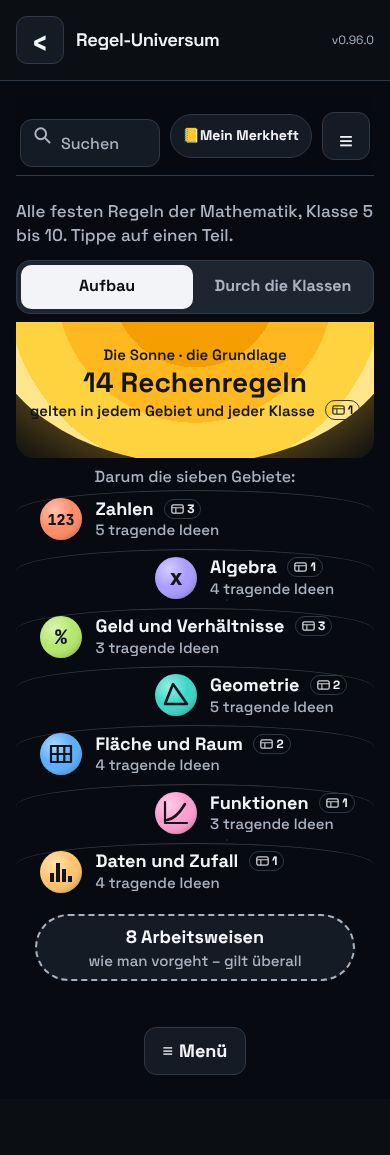 <
Regel-Universum
v0.96.0
Suchen
Mein Merkheft
≡
Alle festen Regeln der Mathematik, Klasse 5
bis 10. Tippe auf einen Teil.
Aufbau
Durch die Klassen
Die Sonne · die Grundlage
14 Rechenregeln
gelten in jedem Gebiet und jeder Klasse 1
Darum die sieben Gebiete:
123
Zahlen 3
5 tragende Ideen
x
Algebra 1
4 tragende Ideen
%
Geld und Verhältnisse 3
3 tragende Ideen
Geometrie 2
5 tragende Ideen
Fläche und Raum 2
4 tragende Ideen
Funktionen 1
3 tragende Ideen
Daten und Zufall 1
4 tragende Ideen
8 Arbeitsweisen
wie man vorgeht – gilt überall
≡ Menü